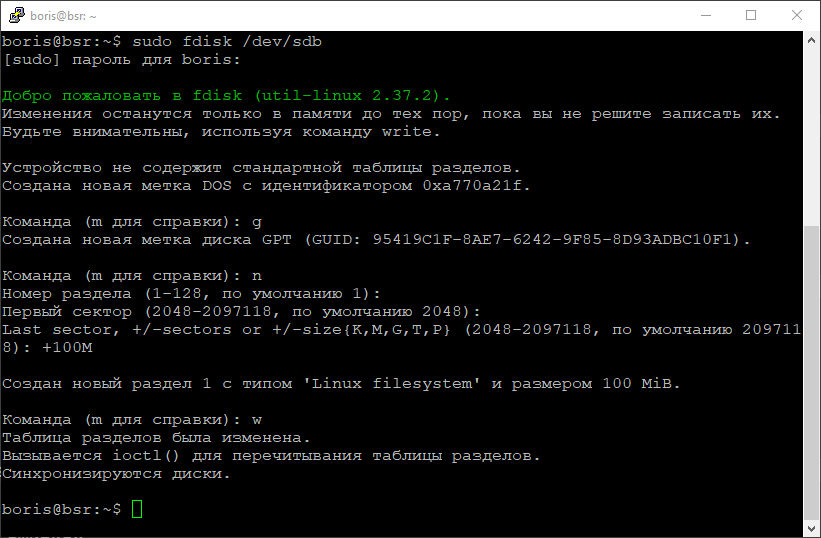 boris@bsr: ~
boris@bsr:~$ sudo fdisk /dev/sdb
[sudo] пароль для boris:
Добро пожаловать в fdisk (util-linux 2.37.2).
Изменения останутся только в памяти до тех пор, пока вы не решите записать их.
Будьте внимательны, используя команду write.
Устройство не содержит стандартной таблицы разделов.
Создана новая метка DOS с идентификатором 0xa770a21f.
Команда (m для справки): g
Создана новая метка диска GPT (GUID: 95419C1F-8AE7-6242-9F85-8D93ADBC10F1).
Команда (m для справки): n
Номер раздела (1-128, по умолчанию 1):
Первый сектор (2048-2097118, по умолчанию 2048):
Last sector, +/-sectors or +/-size{K,M,G,T,P} (2048-2097118, по умолчанию 209711
8): +100M
Создан новый раздел 1 с типом 'Linux filesystem' и размером 100 MiB.
Команда (m для справки): w
Таблица разделов была изменена.
Вызывается ioctl() для перечитывания таблицы разделов.
Синхронизируются диски.
boris@bsr:~$